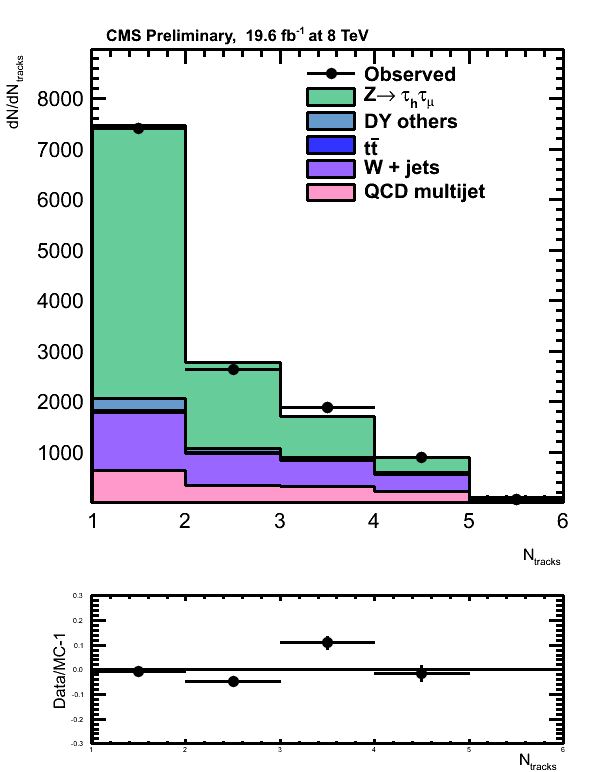 CMS Preliminary, 19.6 fb-1 at 8 TeV
dN/dNtracks
Observed
Z→ τhτμ
DY others
tt̄
W + jets
QCD multijet
8000
7000
6000
5000
4000
3000
2000
1000
1 2 3 4 5 6
Ntracks
Data/MC-1
0.3
0.2
0.1
0.0
-0.1
-0.2
-0.3
1 2 3 4 5 6
Ntracks